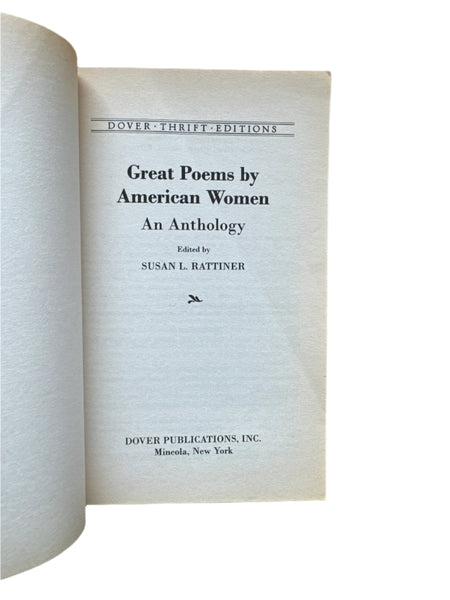 DOVER · THRIFT · EDITIONS
Great Poems by
American Women
An Anthology
Edited by
SUSAN L. RATTINER
DOVER PUBLICATIONS, INC.
Mineola, New York